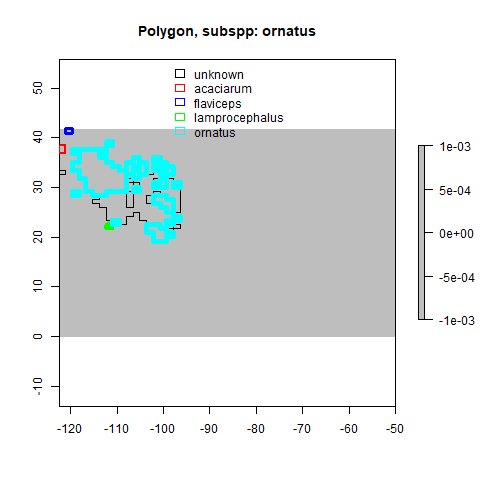 Polygon, subspp: ornatus
unknown
acaciarum
flaviceps
lamprocephalus
ornatus
50
40
30
20
10
0
-10
-120
-110
-100
-90
-80
-70
-60
-50
1e-03
5e-04
0e+00
-5e-04
-1e-03